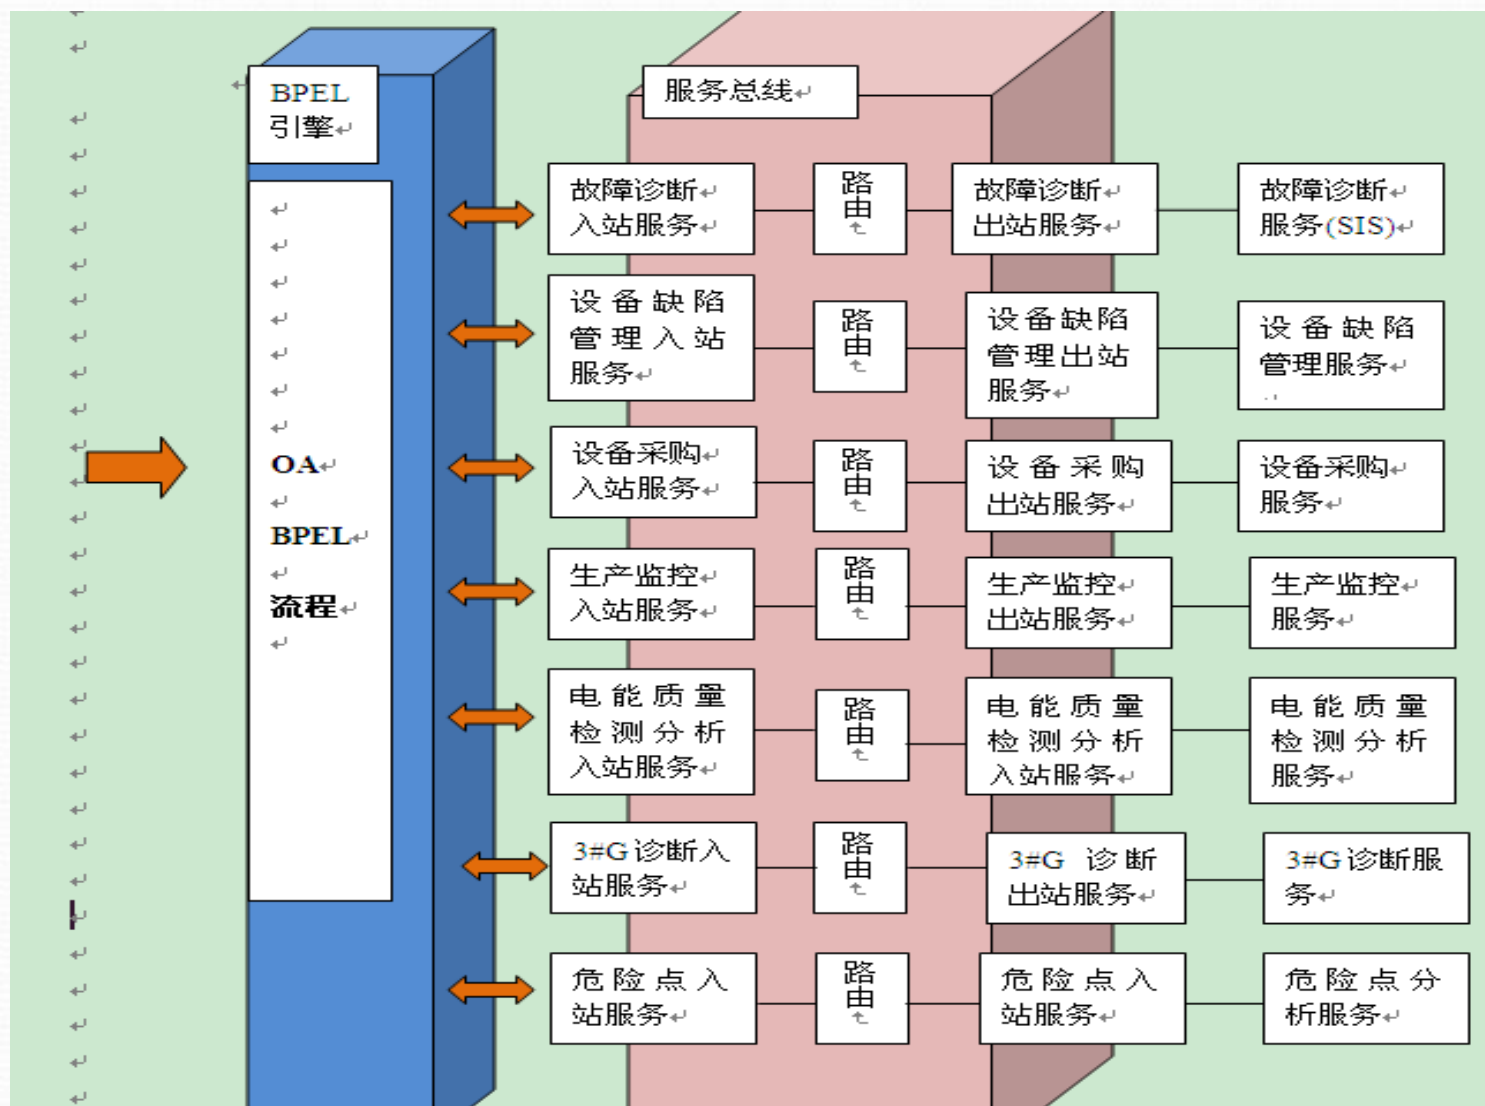 BPEL
引擎
服务总线
OA
BPEL
流程
故障诊断
入站服务
路
由
故障诊断
出站服务
故障诊断
服务(SIS)
设备缺陷
管理入站
服务
路
由
设备缺陷
管理出站
服务
设备缺陷
管理服务
设备采购
入站服务
路
由
设备采购
出站服务
设备采购
服务
生产监控
入站服务
路
由
生产监控
出站服务
生产监控
服务
电能质量
检测分析
入站服务
路
由
电能质量
检测分析
入站服务
电能质量
检测分析
服务
3#G诊断入
站服务
路
由
3#G 诊断
出站服务
3#G诊断服
务
危险点入
站服务
路
由
危险点入
站服务
危险点分
析服务